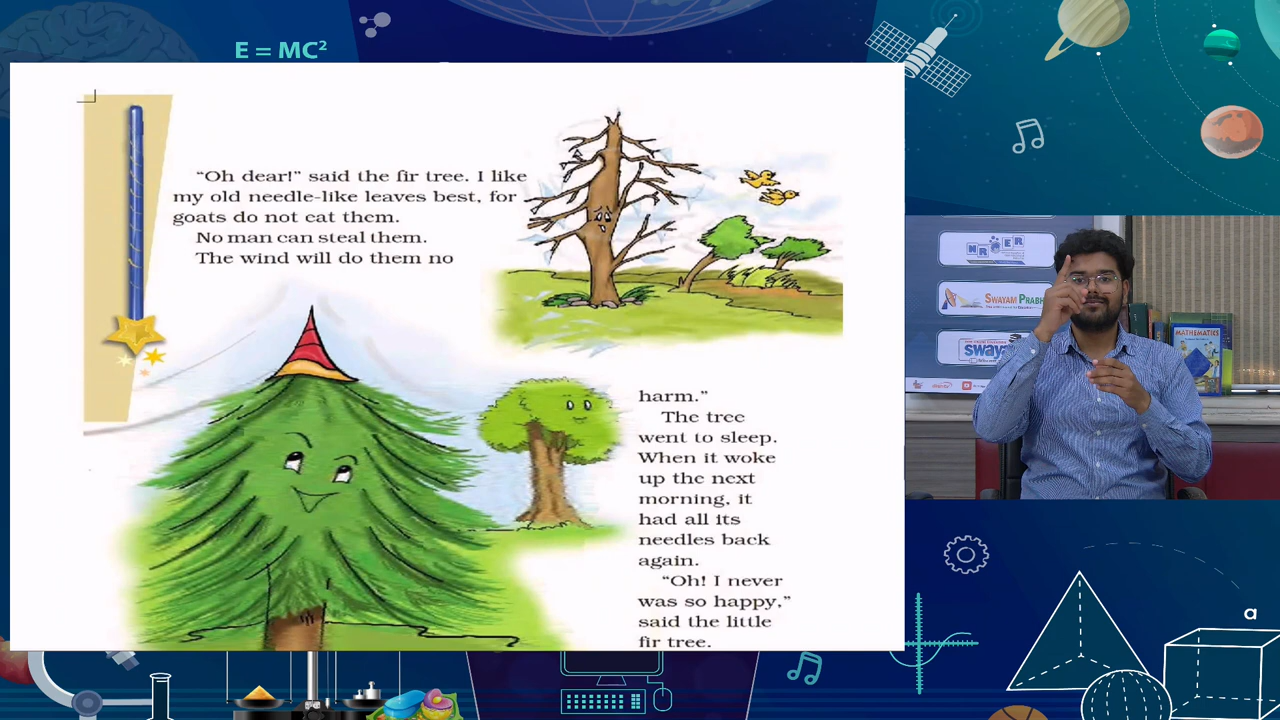 E = MC²
“Oh dear!” said the fir tree. I like
my old needle-like leaves best, for
goats do not eat them.
No man can steal them.
The wind will do them no
harm.”
The tree
went to sleep.
When it woke
up the next
morning, it
had all its
needles back
again.
“Oh! I never
was so happy,”
said the little
fir tree.
SWAYAM PRABH
sway
MATHEMATICS
a